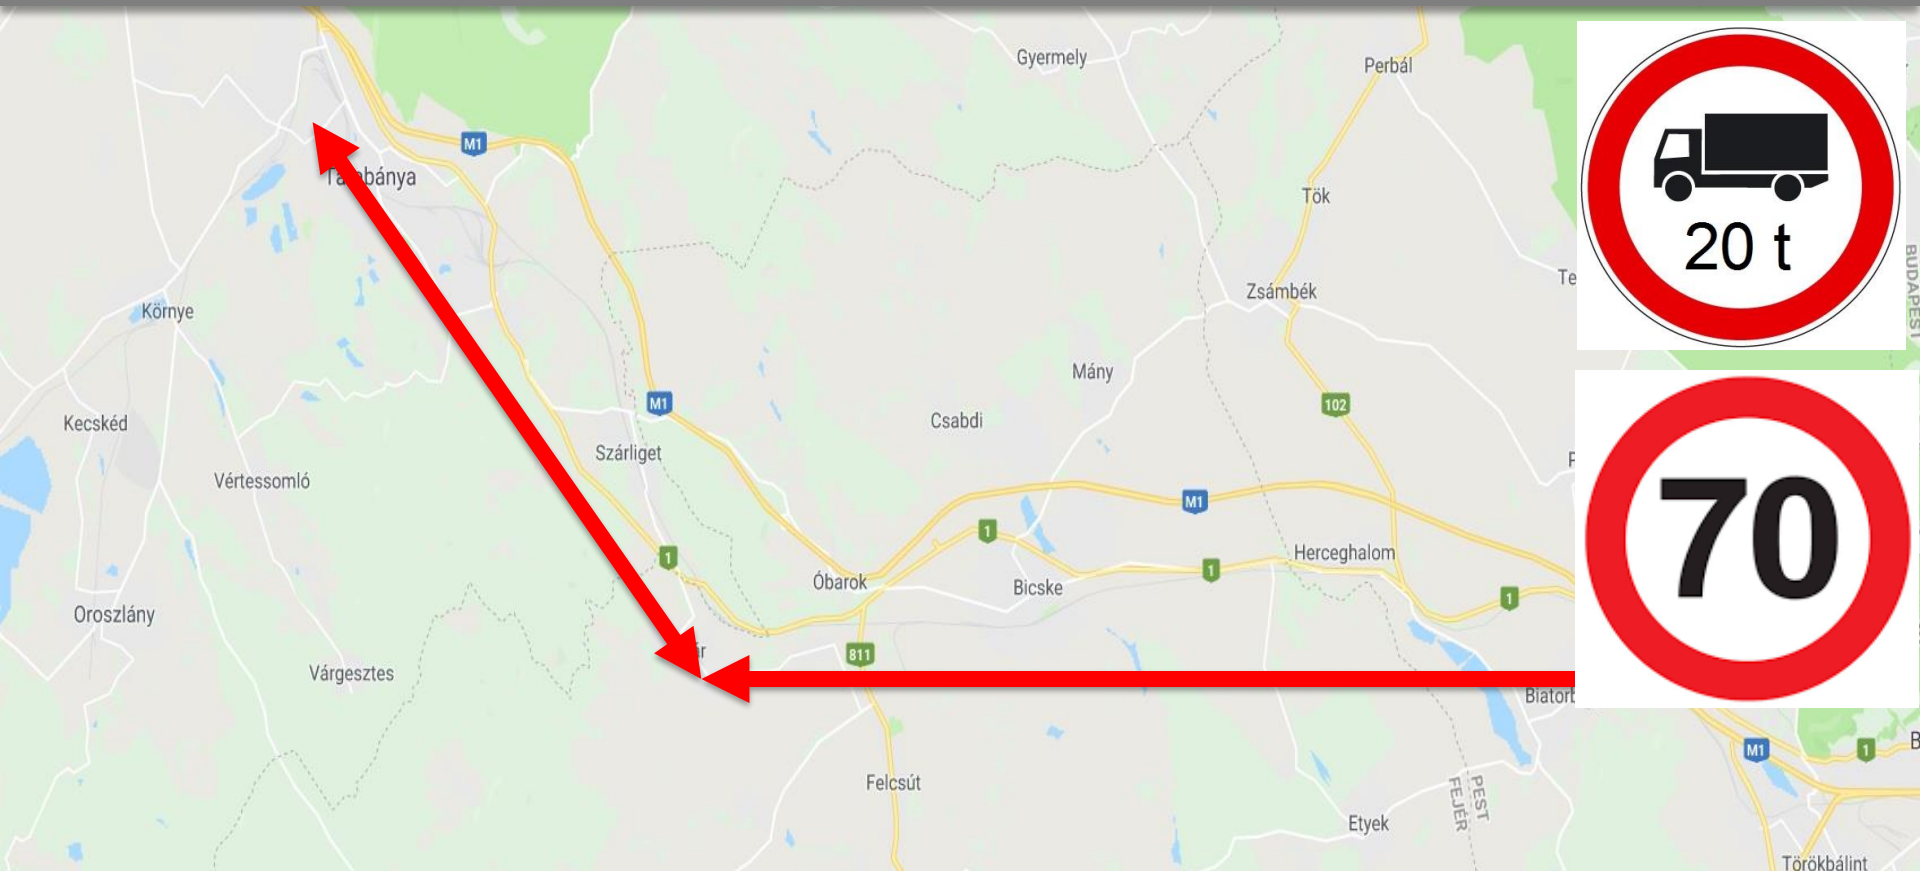 Gyermely
Perbál
M1
Tök
20 t
BUDAPEST
Zsámbék
Környe
Mány
M1
102
Kecskéd
Csabdi
Szárliget
Vértessomló
M1
70
1
1
Herceghalom
1
1
Óbarok
Bicske
Oroszlány
811
Várgesztes
M1
1
Felcsút
PEST
FEJÉR
Etyek
Törökbálint